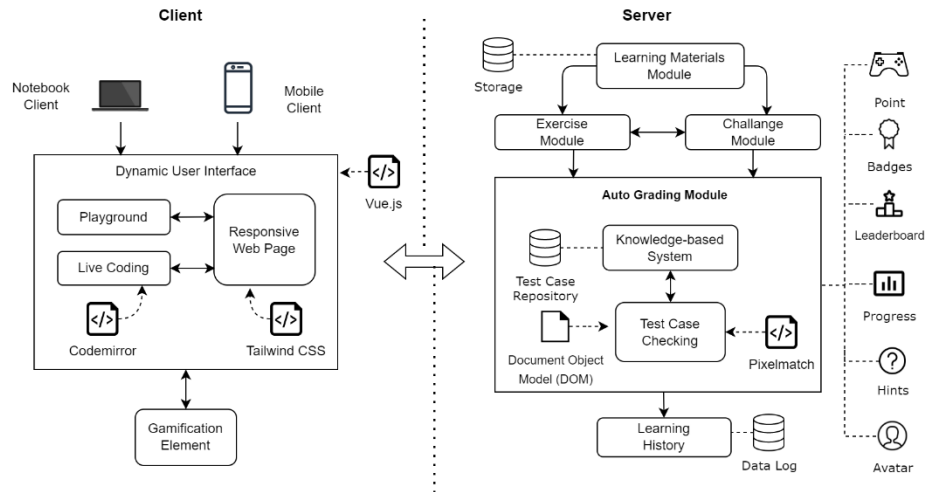 Client
Notebook
Client
Mobile
Client
Dynamic User Interface
Vue.js
Playground
Responsive
Web Page
Live Coding
Codemirror
Tailwind CSS
Gamification
Element
Server
Learning Materials
Module
Storage
Exercise
Module
Challange
Module
Auto Grading Module
Knowledge-based
System
Test Case
Repository
Test Case
Checking
Document Object
Model (DOM)
Pixelmatch
Learning
History
Data Log
Point
Badges
Leaderboard
Progress
Hints
Avatar